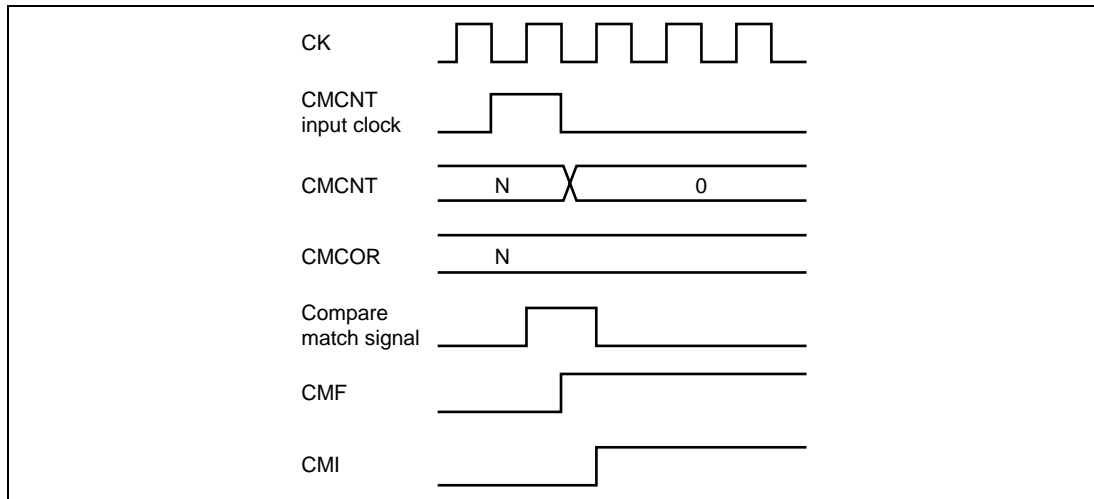 CK
CMCNT
input clock
CMCNT
N
0
CMCOR
N
Compare
match signal
CMF
CMI